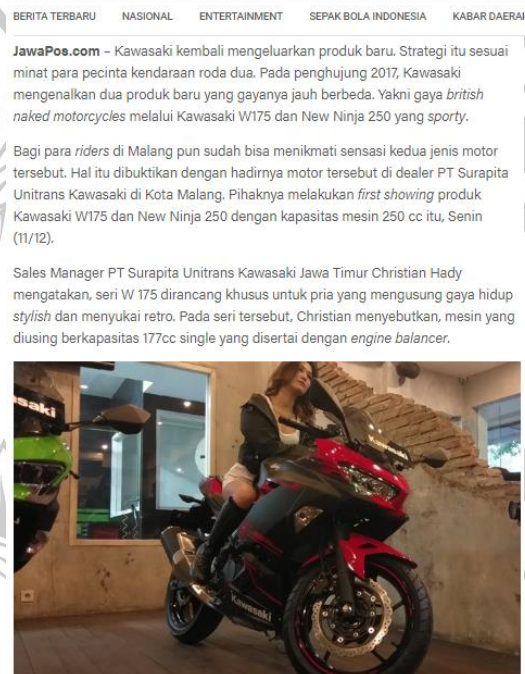 BERITA TERBARU NASIONAL ENTERTAINMENT SEPAK BOLA INDONESIA KABAR DAERA
JawaPos.com – Kawasaki kembali mengeluarkan produk baru. Strategi itu sesuai
minat para pecinta kendaraan roda dua. Pada penghujung 2017, Kawasaki
mengenalkan dua produk baru yang gayanya jauh berbeda. Yakni gaya british
naked motorcycles melalui Kawasaki W175 dan New Ninja 250 yang sporty.
Bagi para riders di Malang pun sudah bisa menikmati sensasi kedua jenis motor
tersebut. Hal itu dibuktikan dengan hadirnya motor tersebut di dealer PT Surapita
Unitrans Kawasaki di Kota Malang. Pihaknya melakukan first showing produk
Kawasaki W175 dan New Ninja 250 dengan kapasitas mesin 250 cc itu, Senin
(11/12).
Sales Manager PT Surapita Unitrans Kawasaki Jawa Timur Christian Hady
mengatakan, seri W 175 dirancang khusus untuk pria yang mengusung gaya hidup
stylish dan menyukai retro. Pada seri tersebut, Christian menyebutkan, mesin yang
diusing berkapasitas 177cc single yang disertai dengan engine balancer.
asaki
Kawasaki
Kawasaki